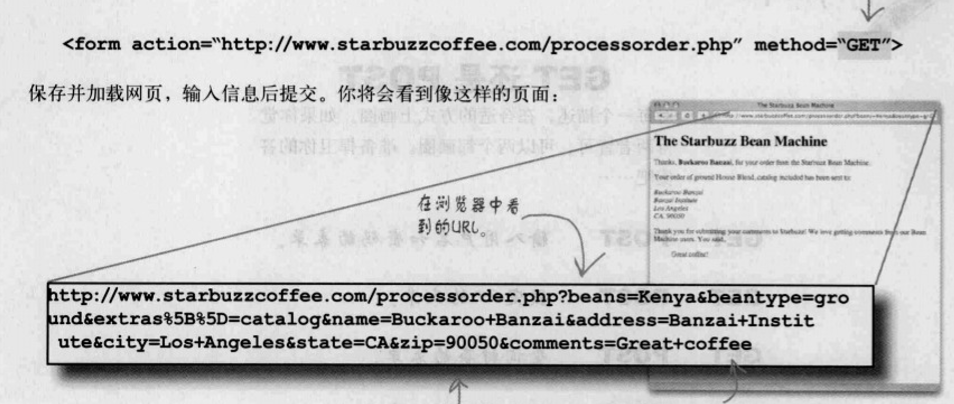 <form action=“http://www.starbuzzcoffee.com/processorder.php” method=“GET”>
保存并加载网页，输入信息后提交。你将会看到像这样的页面：
The Starbuzz Bean Machine
The Starbuzz Bean Machine
Thanks, Buckaroo Banzai, for your order from the Starbuzz Bean Machine.
Your order of ground House Blend, catalog included has been sent to:
Buckaroo Banzai
Banzai Institute
Los Angeles
CA, 90050
Thank you for submitting your comments to Starbuzz! We love getting comments from our Bean
Machine users. You said,
Great coffee!
在浏览器中看
到的URL。
http://www.starbuzzcoffee.com/processorder.php?beans=Kenya&beantype=gro
und&extras%5B%5D=catalog&name=Buckaroo+Banzai&address=Banzai+Instit
ute&city=Los+Angeles&state=CA&zip=90050&comments=Great+coffee